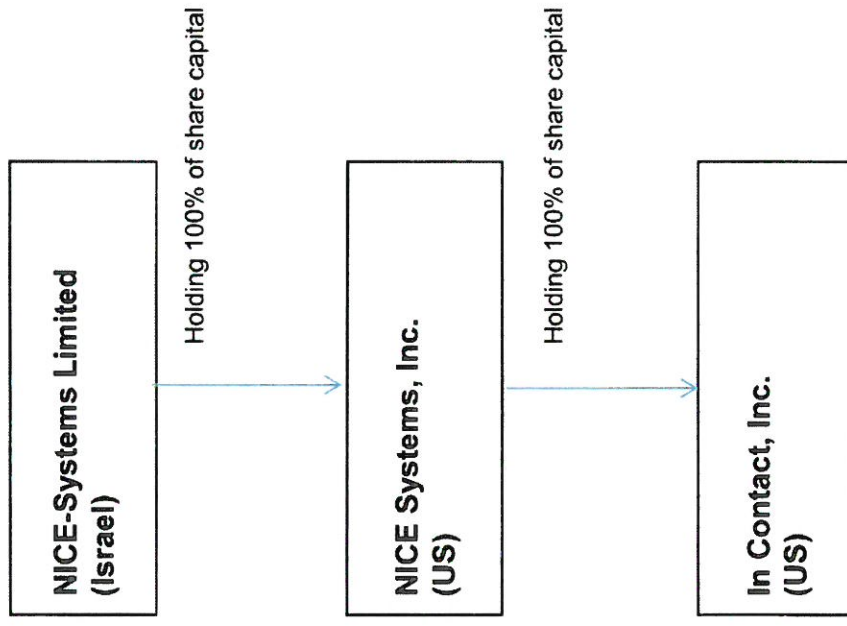 NICE-Systems Limited
(Israel)
Holding 100% of share capital
NICE Systems, Inc.
(US)
Holding 100% of share capital
In Contact, Inc.
(US)